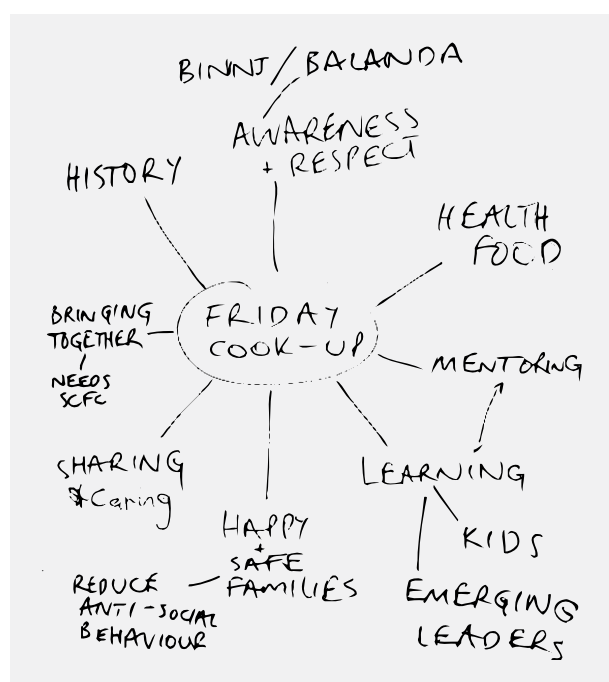 BINNJ/BALANDA
AWARENESS
+ RESPECT
HISTORY
HEALTH
FOOD
FRIDAY
COOK-UP
BRINGING
TOGETHER
NEEDS
SCFC
MENTORING
SHARING
& Caring
LEARNING
HAPPY
+
SAFE
FAMILIES
KIDS
REDUCE
ANTI-SOCIAL
BEHAVIOUR
EMERGING
LEADERS